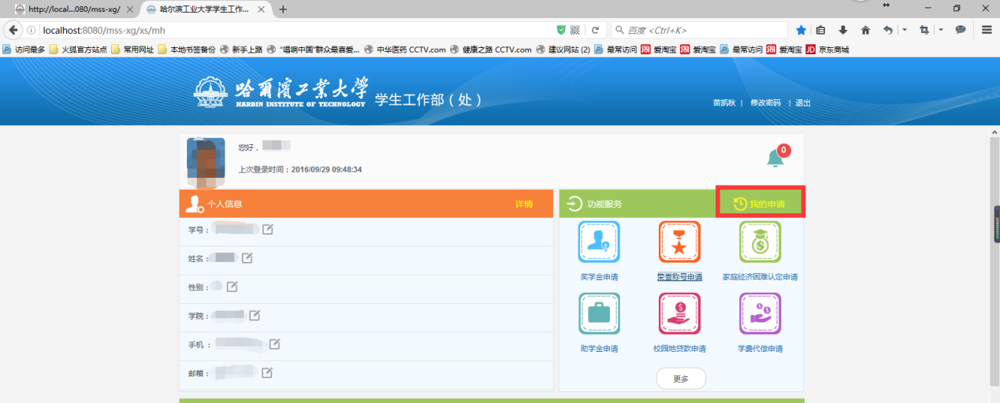 http://local...080/mss-xg/
哈尔滨工业大学学生工作...
localhost:8080/mss-xg/xs/mh
百度 <Ctrl+K>
访问最多 火狐官方站点 常用网址 本地书签备份 新手上路 “唱响中国”群众最喜爱... 中华医药 CCTV.com 健康之路 CCTV.com 建议网站 (2) 最常访问 淘 爱淘宝 淘 爱淘宝 最常访问 淘 爱淘宝 JD 京东商城
哈爾濱工業大学
HARBIN INSTITUTE OF TECHNOLOGY
学生工作部（处）
苗凯秋 | 修改密码 | 退出
您好，
上次登录时间：2016/09/29 09:48:34
0
个人信息 详情
学号：
姓名：
性别：
学院：
手机：
邮箱：
功能服务 我的申请
奖学金申请 荣誉称号申请 家庭经济困难认定申请
助学金申请 校园地贷款申请 学费代偿申请
更多